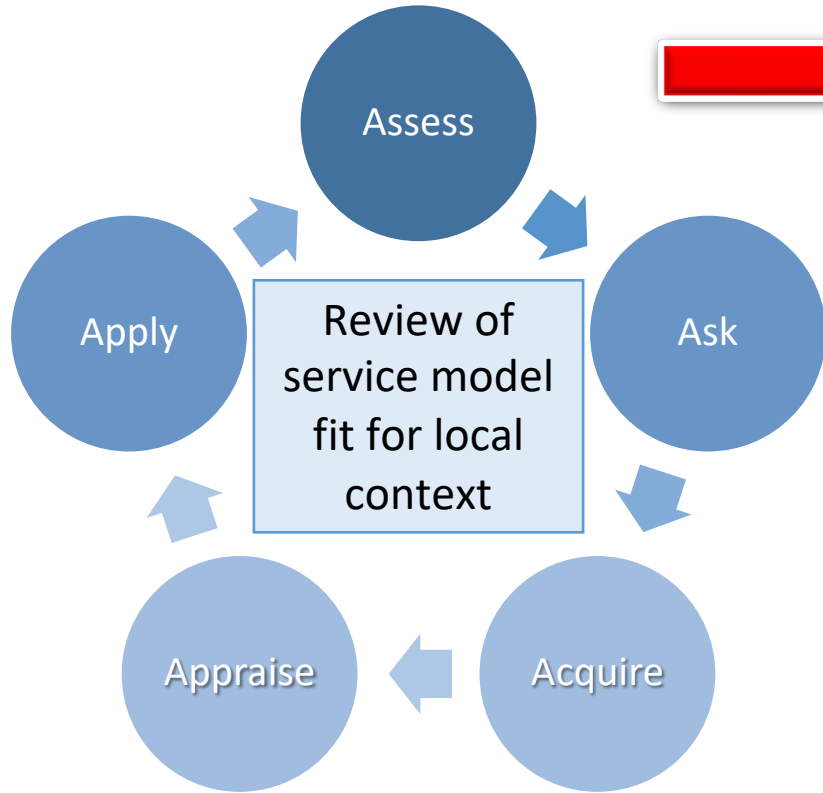 Assess
Ask
Acquire
Appraise
Apply
Review of
service model
fit for local
context